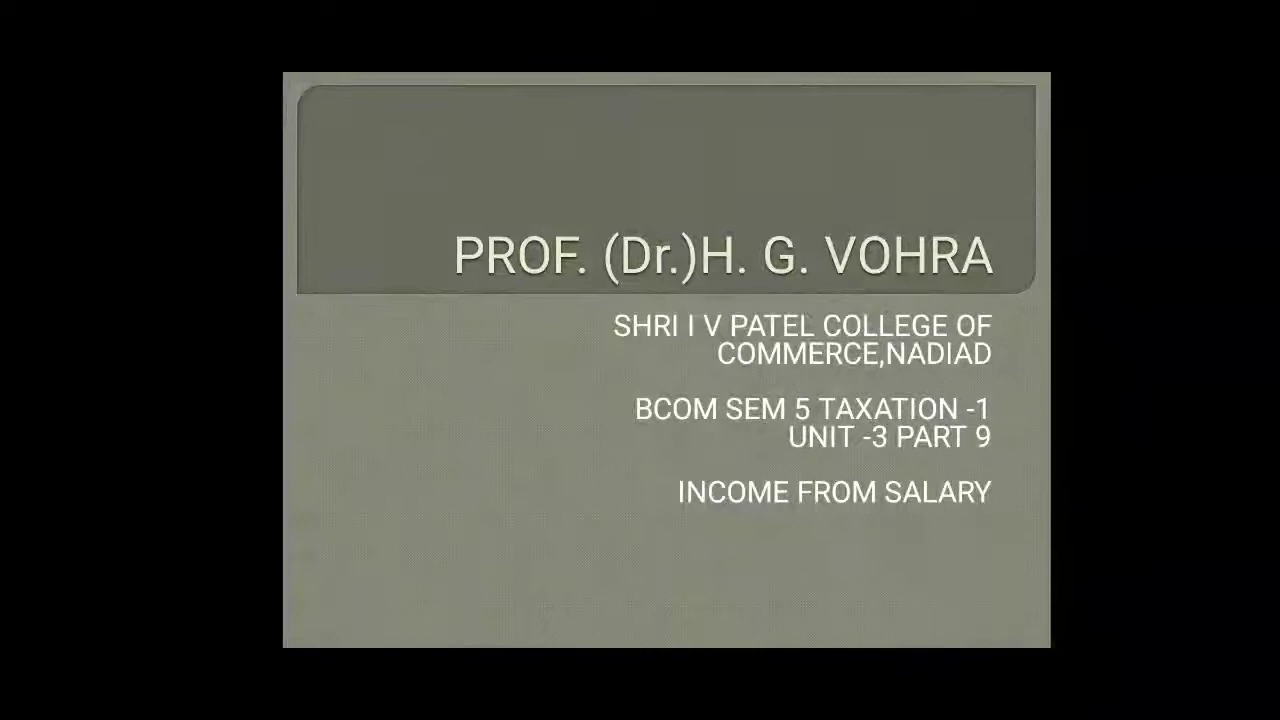 PROF. (Dr.)H. G. VOHRA
SHRI I V PATEL COLLEGE OF
COMMERCE,NADIAD
BCOM SEM 5 TAXATION -1
UNIT -3 PART 9
INCOME FROM SALARY